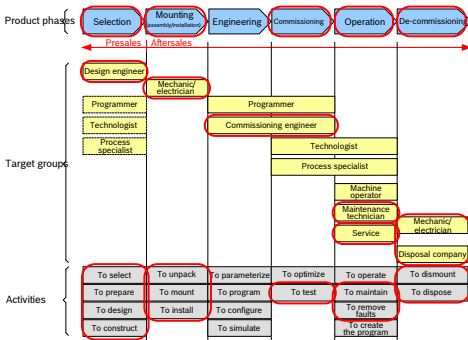 Product phases
Selection
Mounting
(assembly/installation)
Engineering
Commissioning
Operation
De-commissioning
Presales
Aftersales
Target groups
Design engineer
Mechanic/
electrician
Programmer
Programmer
Technologist
Commissioning engineer
Process
specialist
Technologist
Process specialist
Machine
operator
Maintenance
technician
Mechanic/
electrician
Service
Disposal company
Activities
To select
To unpack
To parameterize
To optimize
To operate
To dismount
To prepare
To mount
To program
To test
To maintain
To dispose
To design
To install
To configure
To remove
faults
To construct
To simulate
To create
the program